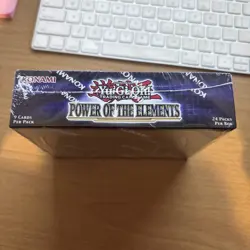 KONAMI
Yu-Gi-Oh!
TRADING CARD GAME
POWER OF THE ELEMENTS
9 CARDS
PER PACK
24 PACKS
PER BOX